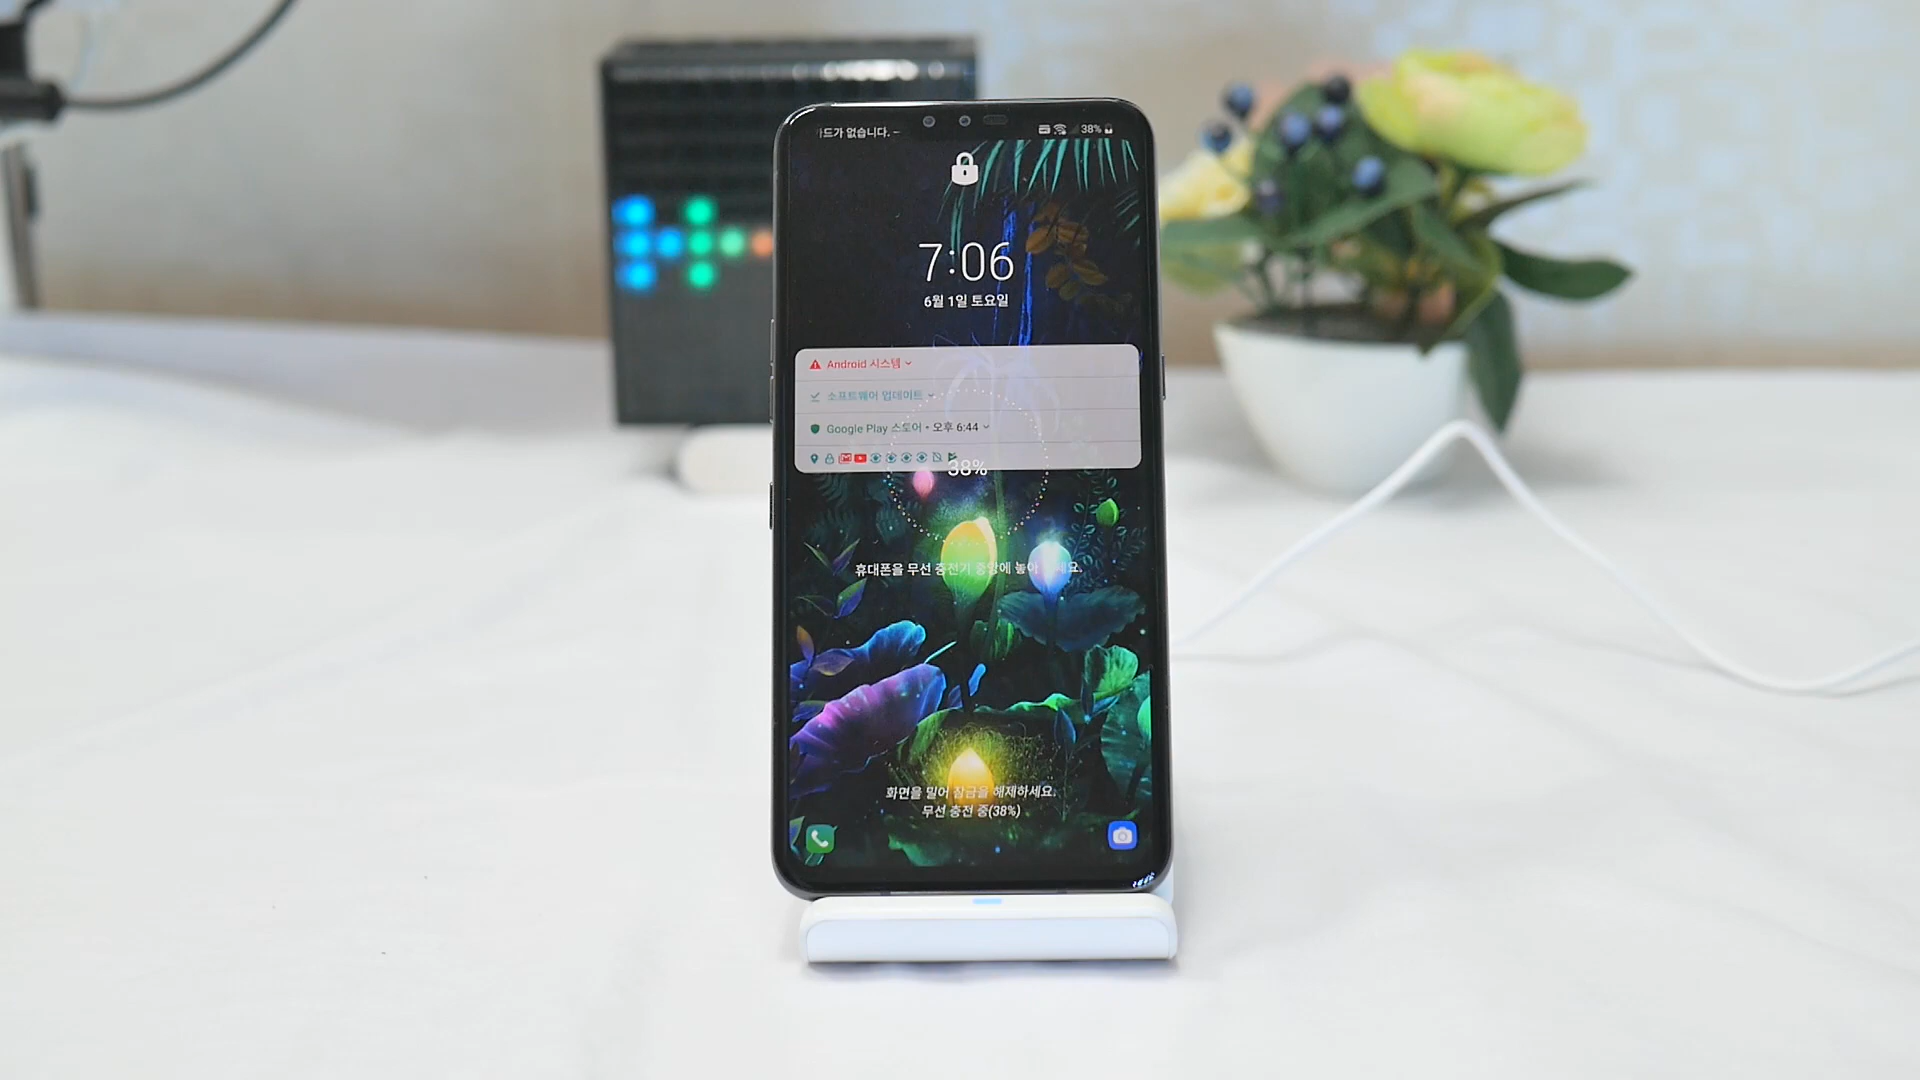 드가 없습니다. –
38%
7:06
6월 1일 토요일
Android 시스템
소프트웨어 업데이트
Google Play 스토어 • 오후 6:44
38%
휴대폰을 무선 충전기 중앙에 놓아 세요.
화면을 밀어 잠금을 해제하세요.
무선 충전 중(38%)